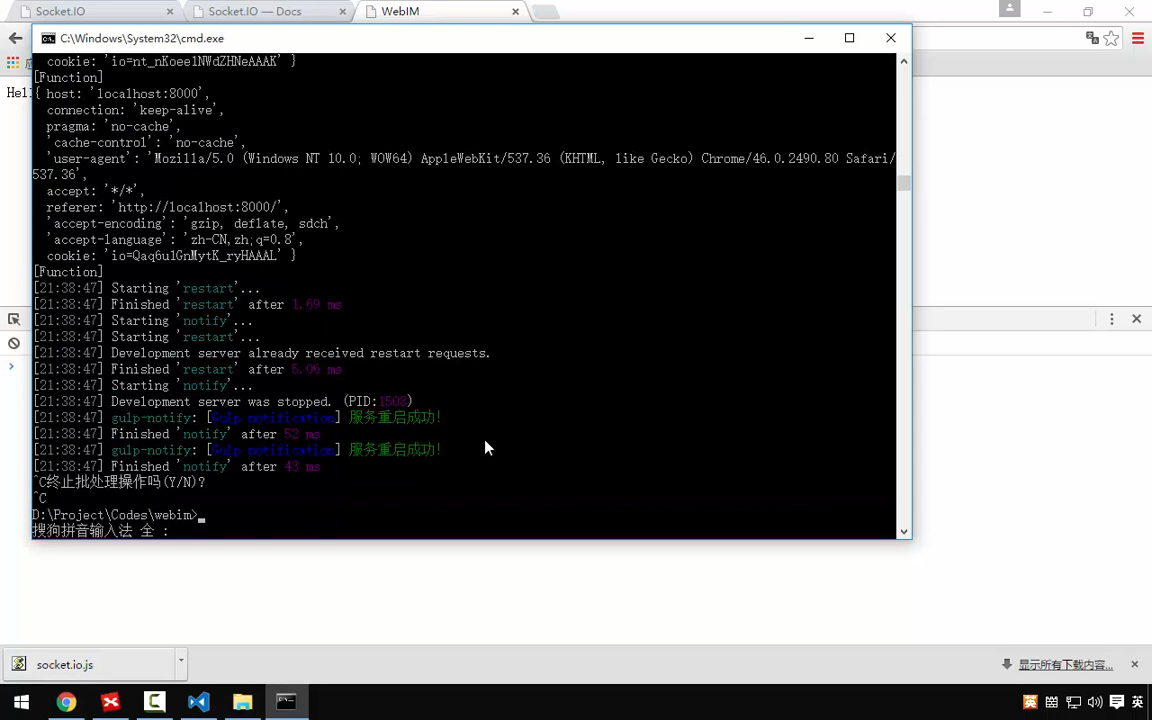 Socket.IO
Socket.IO — Docs
WebIM
C:\Windows\System32\cmd.exe
cookie: 'io=nt_nKoee1NWdZHNeAAAK' }
[Function]
{ host: 'localhost:8000',
connection: 'keep-alive',
pragma: 'no-cache',
'cache-control': 'no-cache',
'user-agent': 'Mozilla/5.0 (Windows NT 10.0; WOW64) AppleWebKit/537.36 (KHTML, like Gecko) Chrome/46.0.2490.80 Safari/
537.36',
accept: '*/*',
referer: 'http://localhost:8000/',
'accept-encoding': 'gzip, deflate, sdch',
'accept-language': 'zh-CN,zh;q=0.8',
cookie: 'io=Qaq6u1GnMytK_ryHAAAL' }
[Function]
[21:38:47] Starting 'restart'...
[21:38:47] Finished 'restart' after 1.69 ms
[21:38:47] Starting 'notify'...
[21:38:47] Starting 'restart'...
[21:38:47] Development server already received restart requests.
[21:38:47] Finished 'restart' after 5.06 ms
[21:38:47] Starting 'notify'...
[21:38:47] Development server was stopped. (PID:1508)
[21:38:47] gulp-notify: [Gulp notification] 服务重启成功!
[21:38:47] Finished 'notify' after 52 ms
[21:38:47] gulp-notify: [Gulp notification] 服务重启成功!
[21:38:47] Finished 'notify' after 43 ms
^C终止批处理操作吗(Y/N)?
^C
D:\Project\Codes\webim>
搜狗拼音输入法 全 :
socket.io.js
显示所有下载内容...
英
英